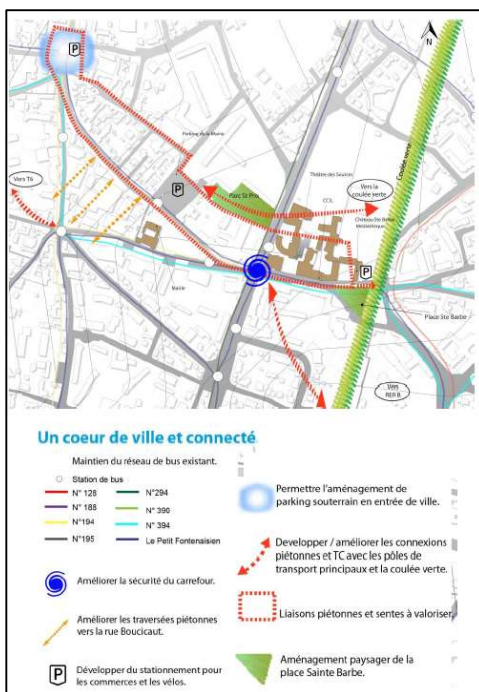 N
P
Parking de la Mairie
Coulée verte
Vers T6
Théâtre des Sources
P
Parc St Prix
Vers la
coulée verte
CCJL
Château Ste Barbe
Médiathèque
P
Mairie
Place Ste Barbe
Vers
RER B
Un coeur de ville et connecté
Maintien du réseau de bus existant.
Station de bus
N° 128
N° 188
N°194
N°195
N°294
N° 390
N° 394
Le Petit Fontenaisien
Améliorer la sécurité du carrefour.
Améliorer les traversées piétonnes
vers la rue Boucicaut.
P
Développer du stationnement pour
les commerces et les vélos.
Permettre l'aménagement de
parking souterrain en entrée de ville.
Developper / améliorer les connexions
piétonnes et TC avec les pôles de
transport principaux et la coulée verte.
Liaisons piétonnes et sentes à valoriser.
Aménagement paysager de la
place Sainte Barbe.